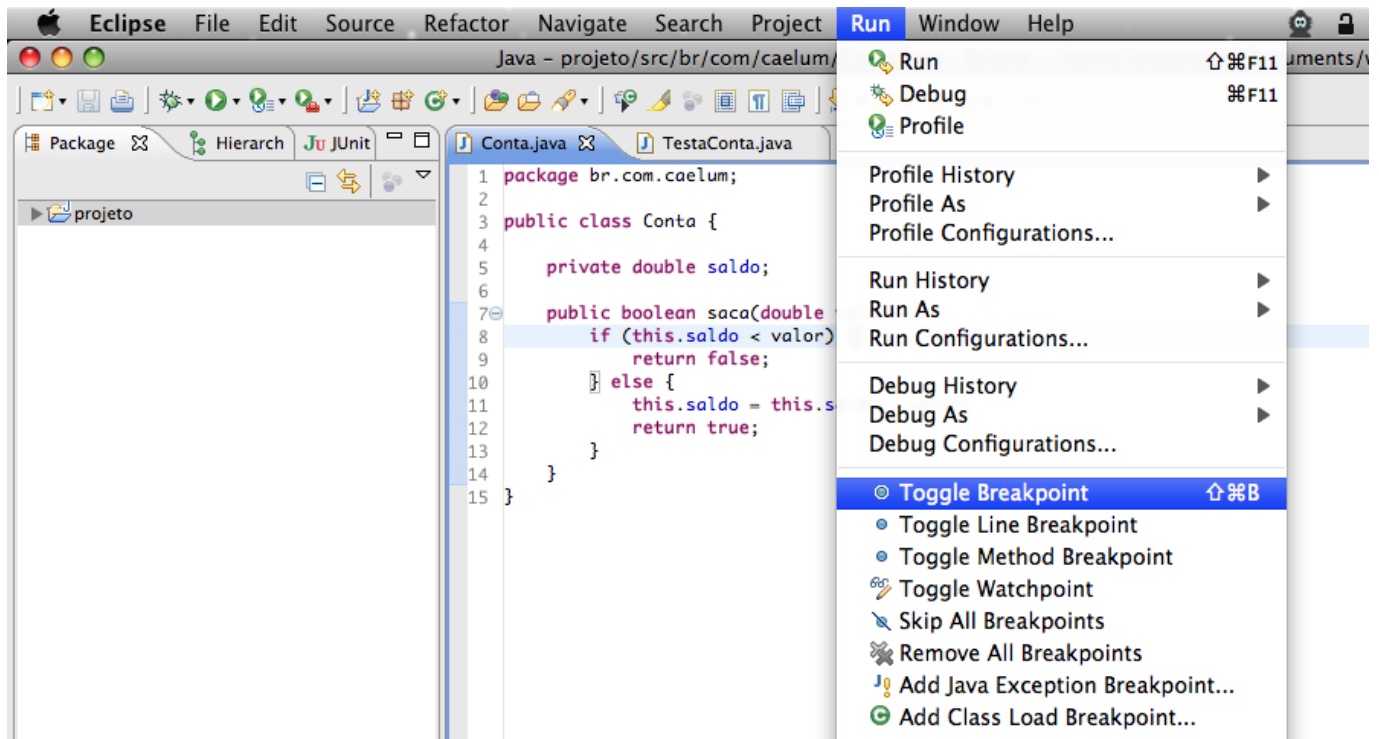 Eclipse File Edit Source Refactor Navigate Search Project Run Window Help
Java – projeto/src/br/com/caelum/
uments/
Package Hierarch Ju JUnit
projeto
Conta.java TestaConta.java
1 package br.com.caelum;
2
3 public class Conta {
4
5 private double saldo;
6
7 public boolean saca(double
8 if (this.saldo < valor)
9 return false;
10 } else {
11 this.saldo = this.s
12 return true;
13 }
14 }
15 }
Run ⇧⌘F11
Debug ⌘F11
Profile
Profile History
Profile As
Profile Configurations...
Run History
Run As
Run Configurations...
Debug History
Debug As
Debug Configurations...
Toggle Breakpoint ⇧⌘B
Toggle Line Breakpoint
Toggle Method Breakpoint
Toggle Watchpoint
Skip All Breakpoints
Remove All Breakpoints
Add Java Exception Breakpoint...
Add Class Load Breakpoint...